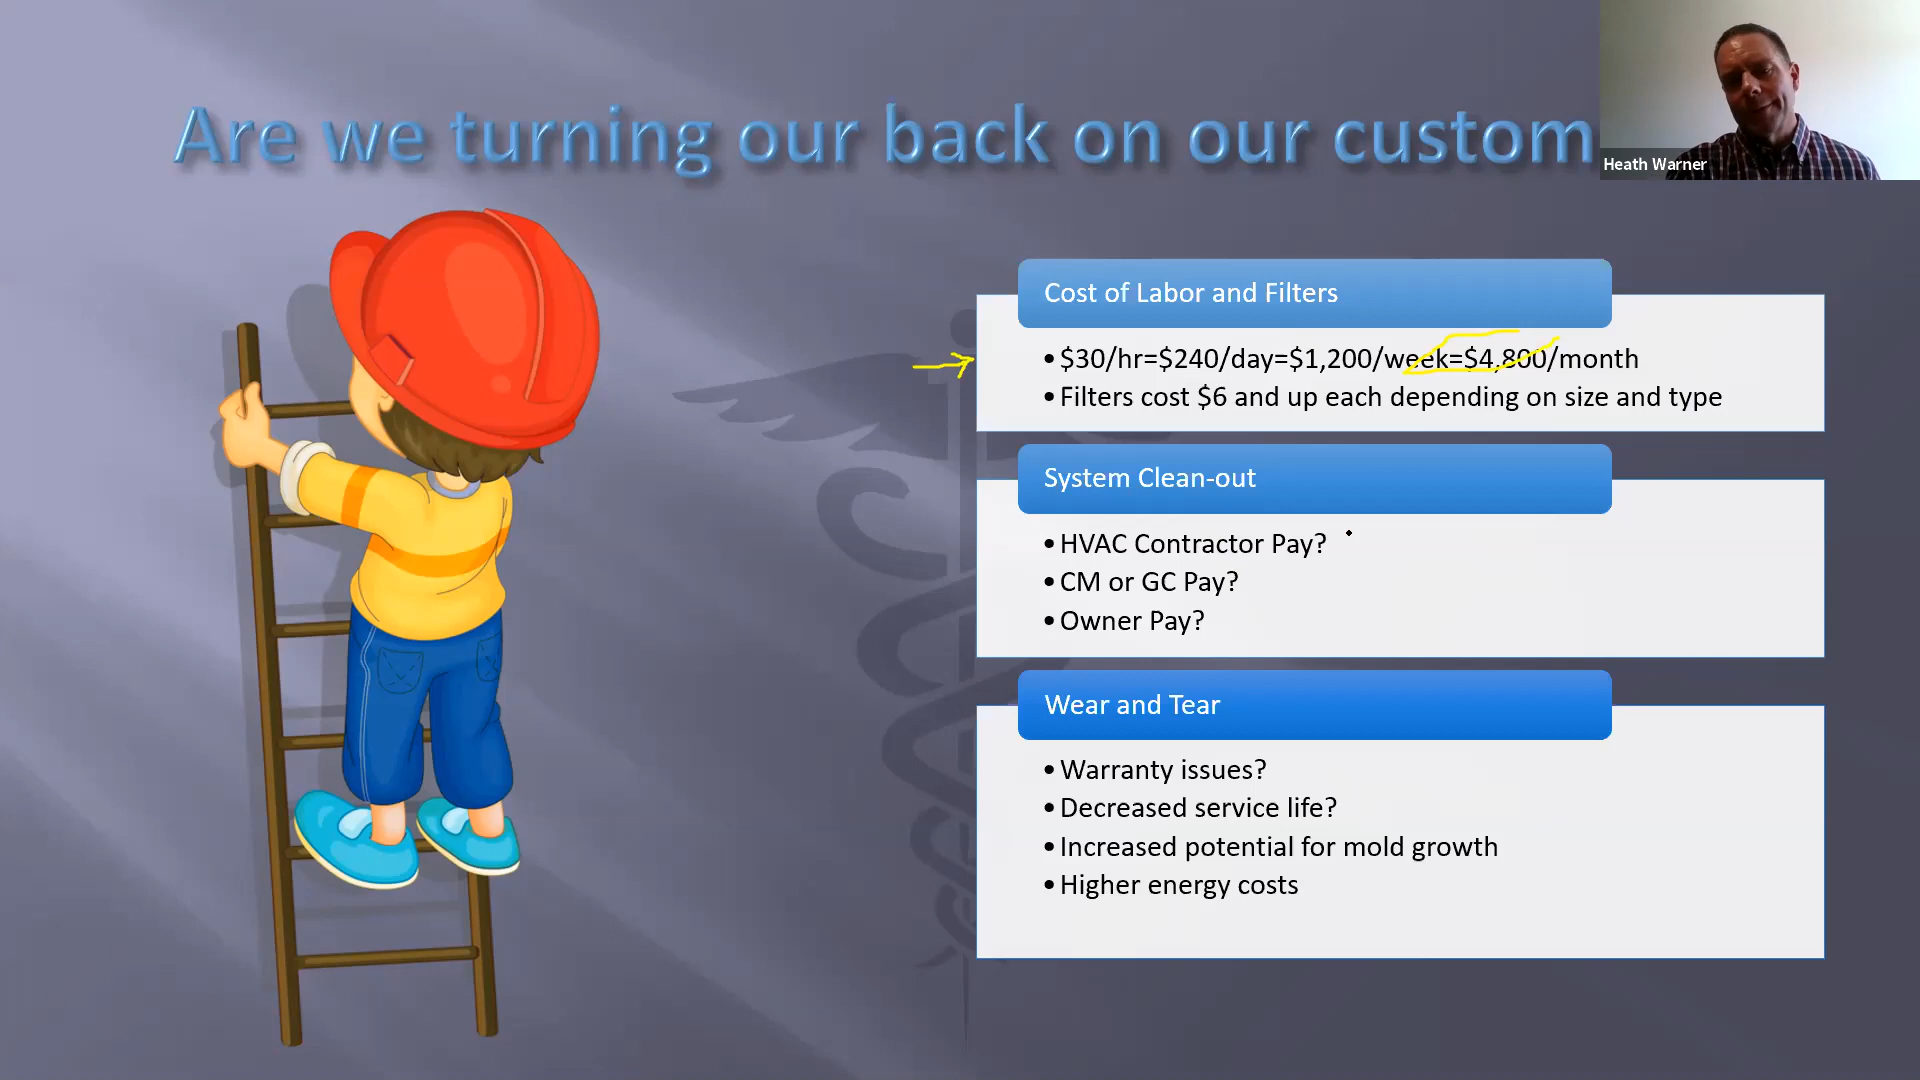 Are we turning our back on our custom
Heath Warner
Cost of Labor and Filters
•$30/hr=$240/day=$1,200/week=$4,800/month
•Filters cost $6 and up each depending on size and type
System Clean-out
•HVAC Contractor Pay?
•CM or GC Pay?
•Owner Pay?
Wear and Tear
•Warranty issues?
•Decreased service life?
•Increased potential for mold growth
•Higher energy costs